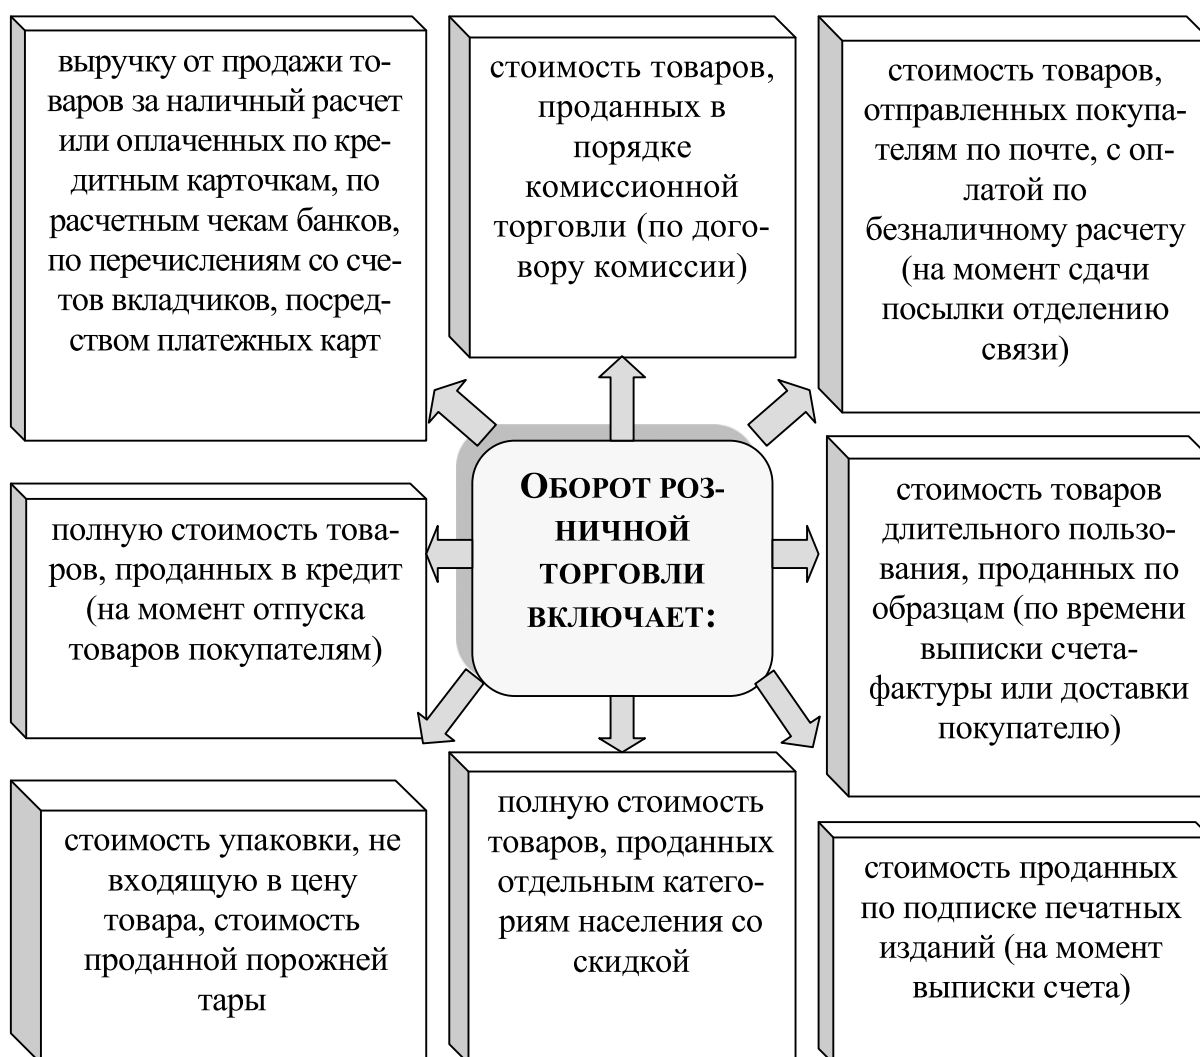 выручку от продажи то-
варов за наличный расчет
или оплаченных по кре-
дитным карточкам, по
расчетным чекам банков,
по перечислениям со сче-
тов вкладчиков, посред-
ством платежных карт
стоимость товаров,
проданных в
порядке
комиссионной
торговли (по дого-
вору комиссии)
стоимость товаров,
отправленных покупа-
телям по почте, с оп-
латой по
безналичному расчету
(на момент сдачи
посылки отделению
связи)
ОБОРОТ РОЗ-
НИЧНОЙ
ТОРГОВЛИ
ВКЛЮЧАЕТ:
полную стоимость това-
ров, проданных в кредит
(на момент отпуска
товаров покупателям)
стоимость товаров
длительного пользо-
вания, проданных по
образцам (по времени
выписки счета-
фактуры или доставки
покупателю)
стоимость упаковки, не
входящую в цену
товара, стоимость
проданной порожней
тары
полную стоимость
товаров, проданных
отдельным катего-
риям населения со
скидкой
стоимость проданных
по подписке печатных
изданий (на момент
выписки счета)